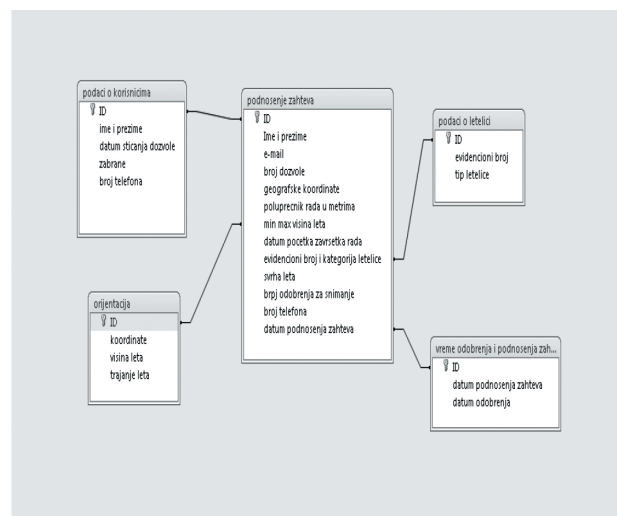 podaci o korisnicima
ID
ime i prezime
datum sticanja dozvole
zabrane
broj telefona
podnosenje zahteva
ID
Ime i prezime
e-mail
broj dozvole
geografske koordinate
poluprecnik rada u metrima
min max visina leta
datum pocetka zavrsetka rada
evidencioni broj i kategorija letelice
svrha leta
brpj odobrenja za snimanje
broj telefona
datum podnosenja zahteva
podaci o letelici
ID
evidencioni broj
tip letelice
orijentacija
ID
koordinate
visina leta
trajanje leta
vreme odobrenja i podnosenja zah...
ID
datum podnosenja zahteva
datum odobrenja